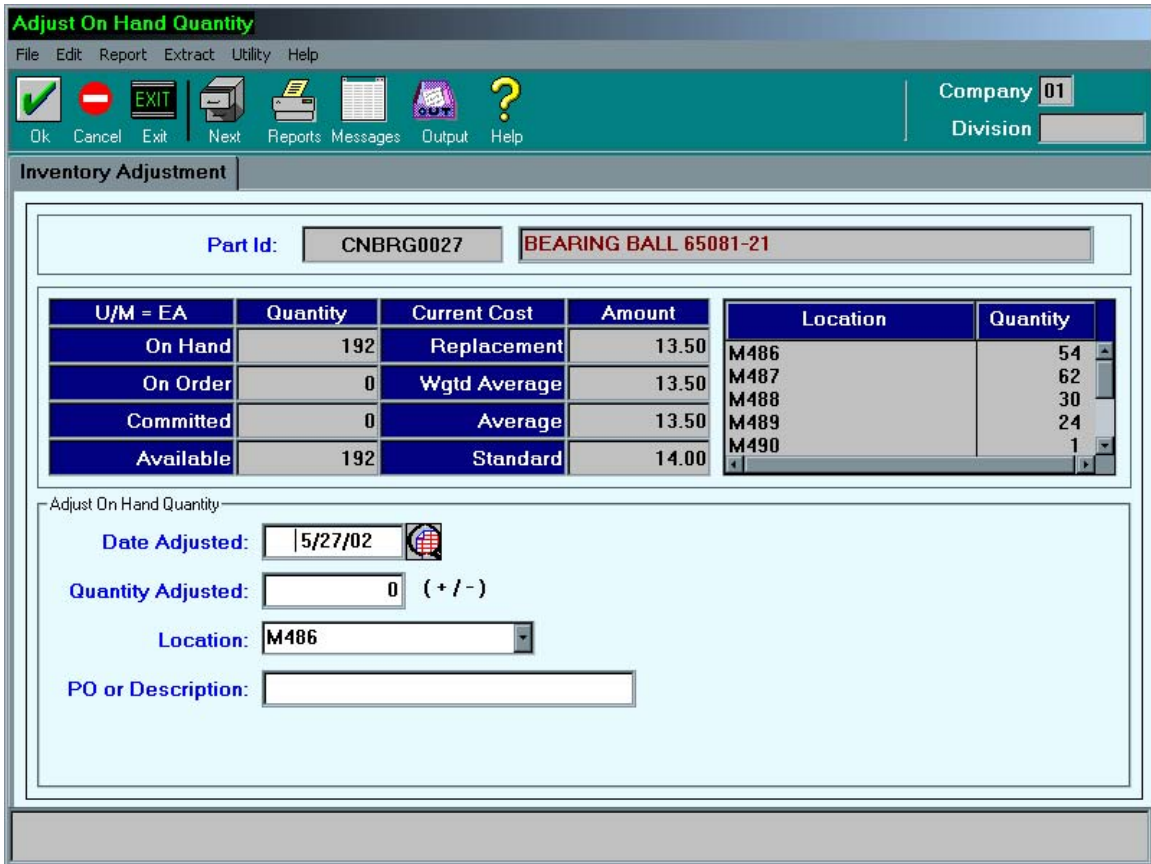 Adjust On Hand Quantity
File Edit Report Extract Utility Help
EXIT OUT
Ok Cancel Exit Next Reports Messages Output Help
Company 01
Division
Inventory Adjustment
Part Id: CNBRG0027 BEARING BALL 65081-21
U/M = EA Quantity Current Cost Amount
On Hand 192 Replacement 13.50
On Order 0 Wgtd Average 13.50
Committed 0 Average 13.50
Available 192 Standard 14.00
Location Quantity
M486 54
M487 62
M488 30
M489 24
M490 1
Adjust On Hand Quantity
Date Adjusted: 5/27/02
Quantity Adjusted: 0 ( + / - )
Location: M486
PO or Description: